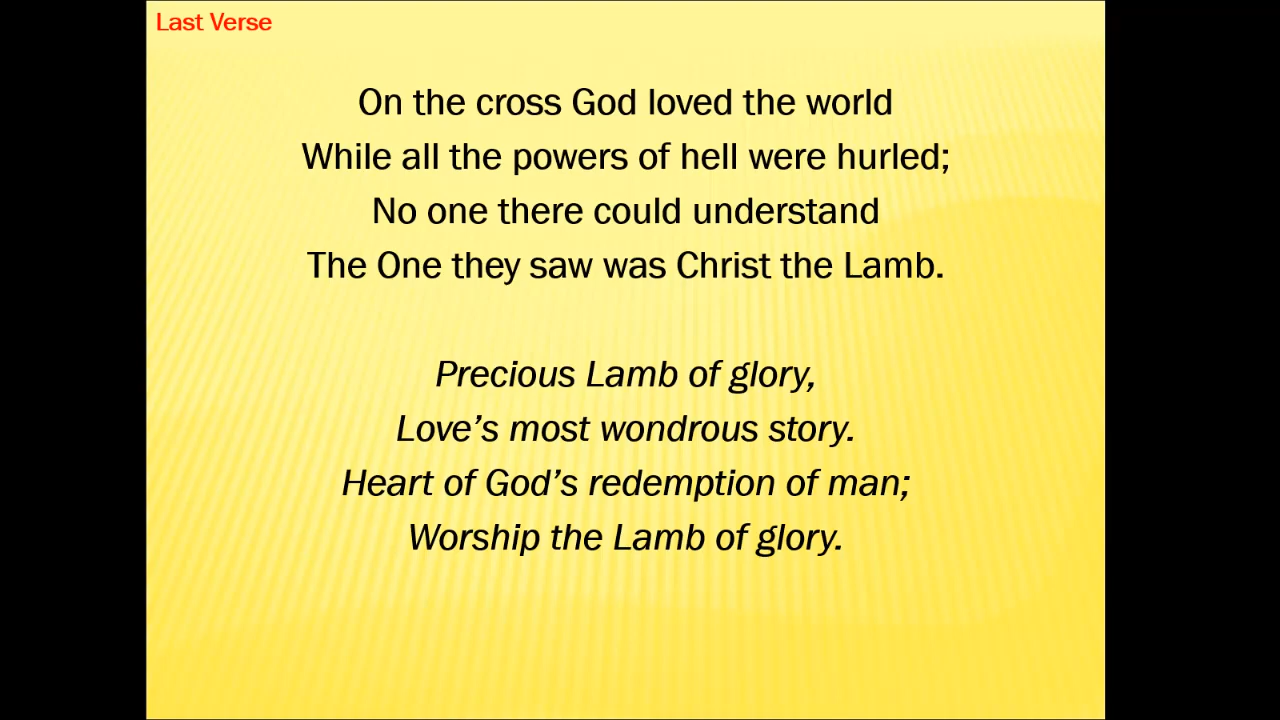 Last Verse
On the cross God loved the world
While all the powers of hell were hurled;
No one there could understand
The One they saw was Christ the Lamb.
Precious Lamb of glory,
Love’s most wondrous story.
Heart of God’s redemption of man;
Worship the Lamb of glory.